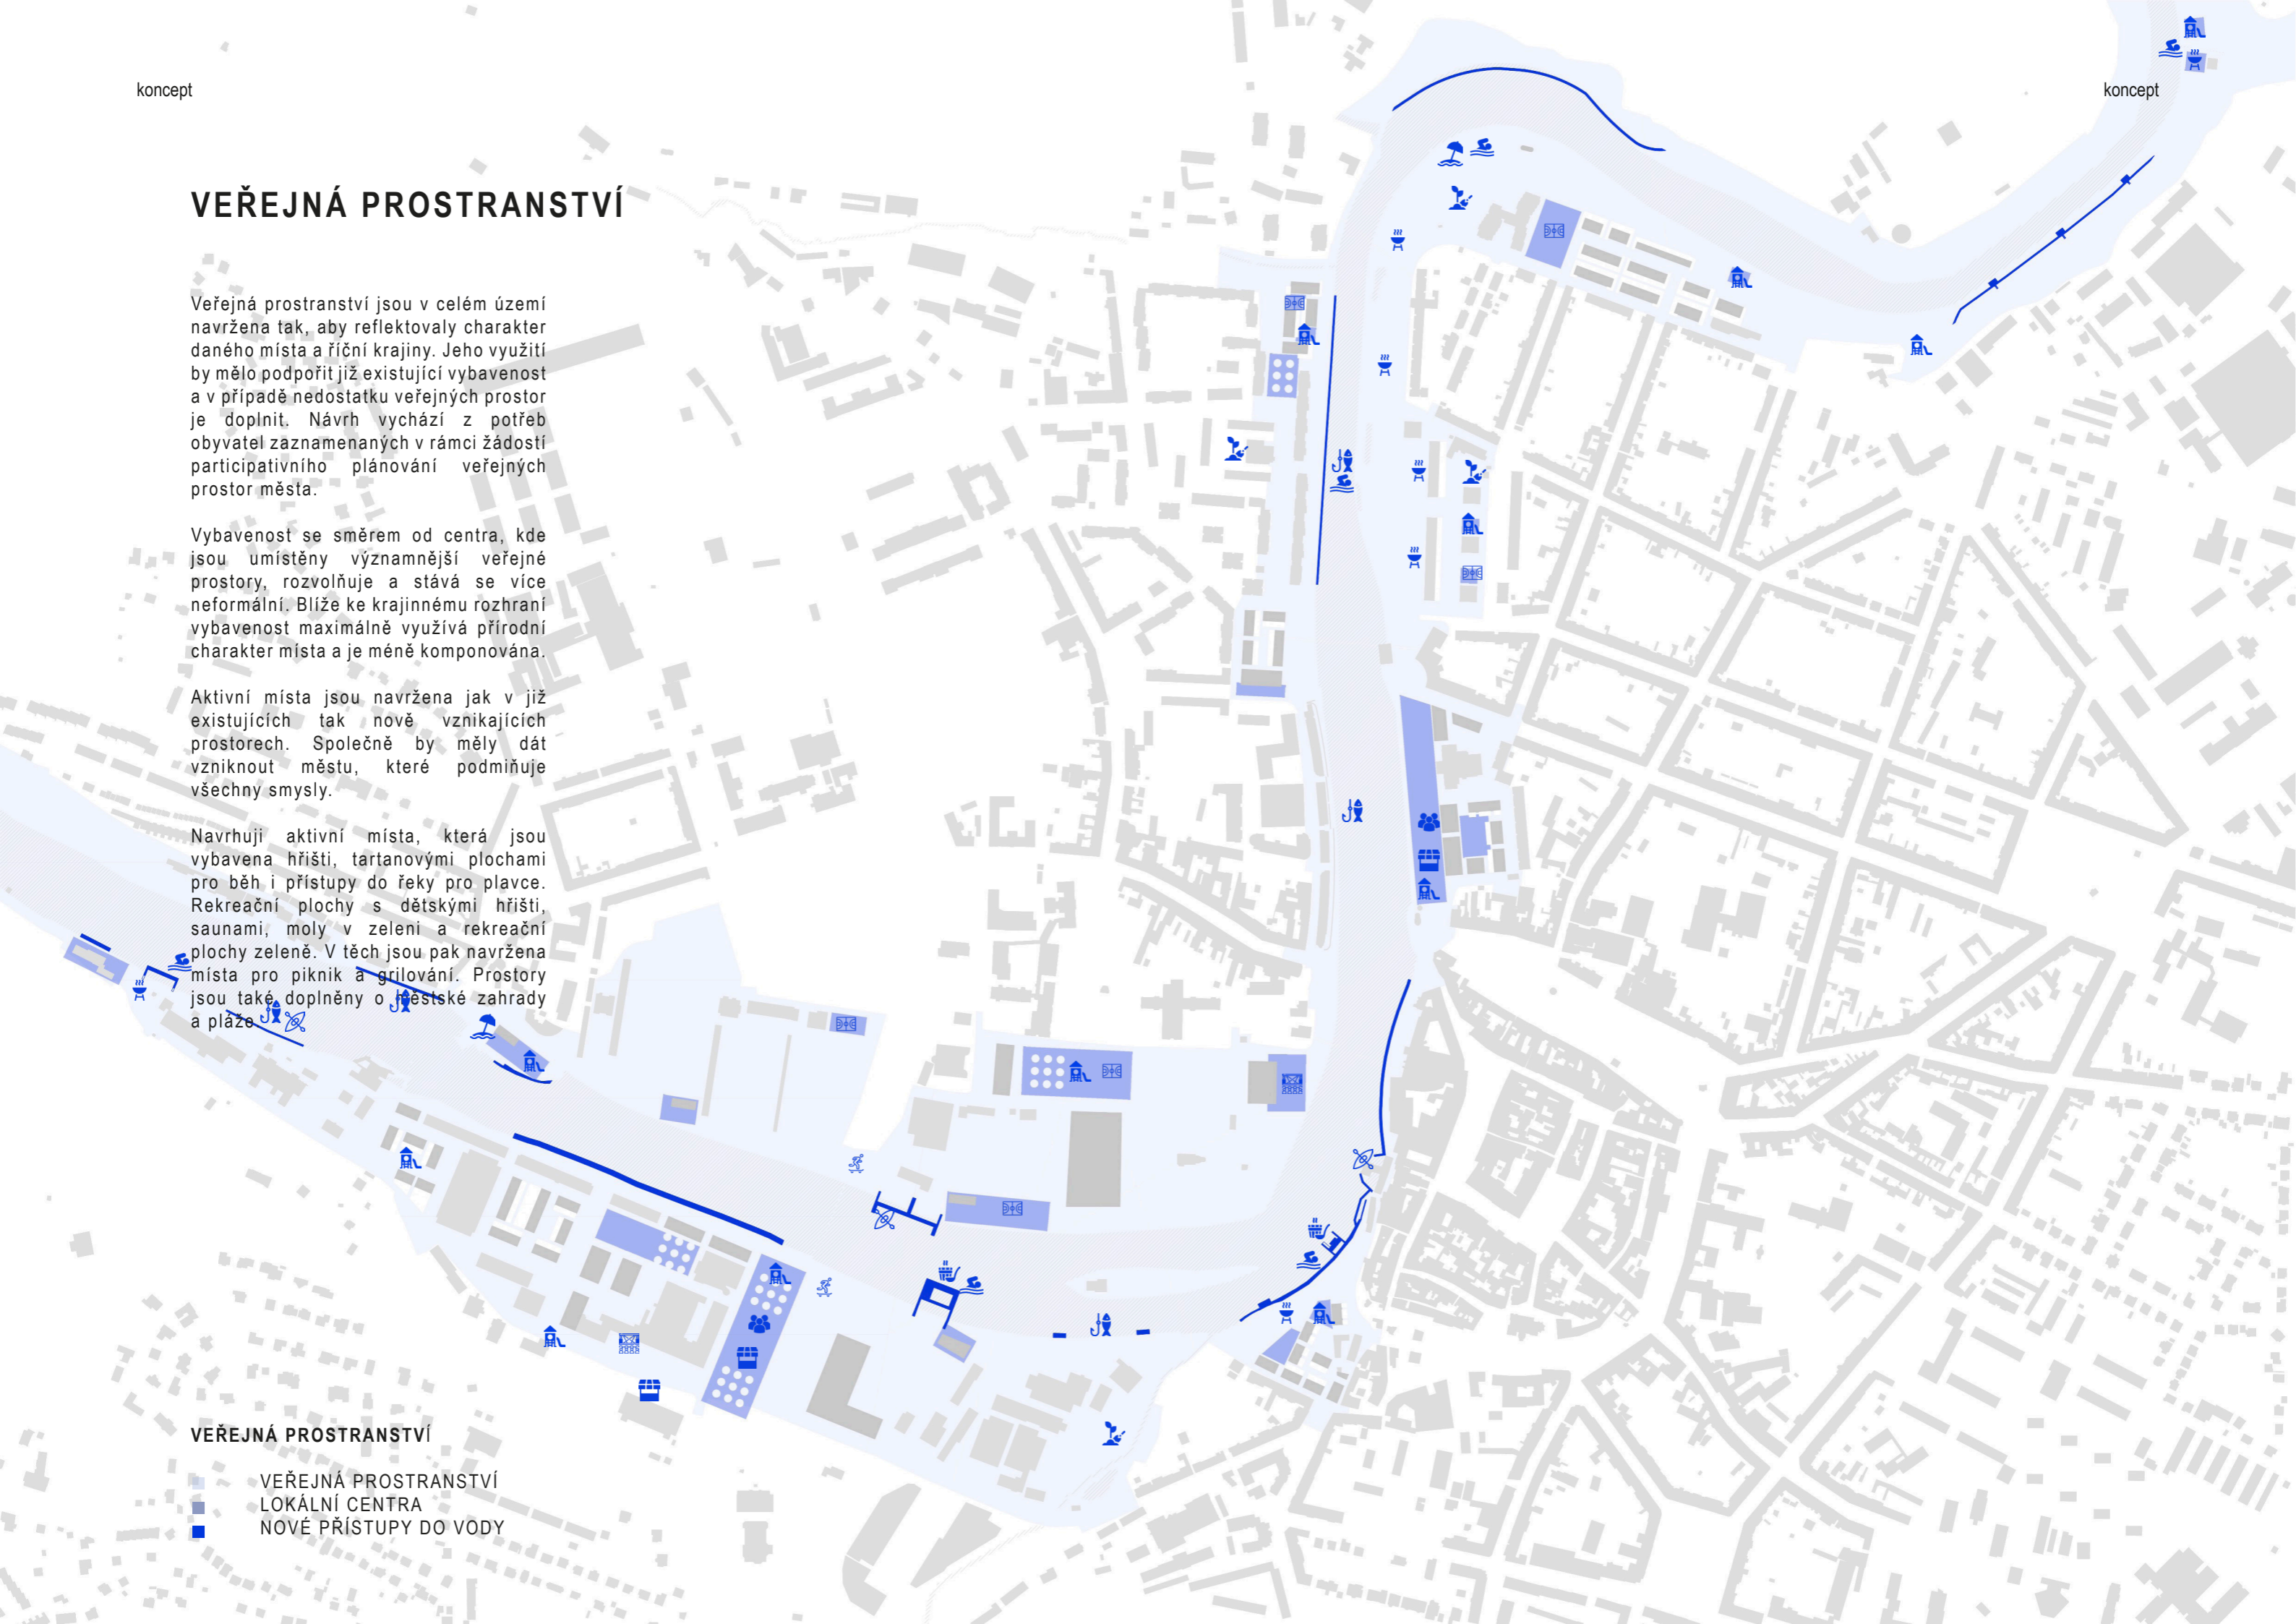 koncept
koncept
VEŘEJNÁ PROSTRANSTVÍ
Veřejná prostranství jsou v celém území
navržena tak, aby reflektovaly charakter
daného místa a říční krajiny. Jeho využití
by mělo podpořit již existující vybavenost
a v případě nedostatku veřejných prostor
je doplnit. Návrh vychází z potřeb
obyvatel zaznamenaných v rámci žádostí
participativního plánování veřejných
prostor města.
Vybavenost se směrem od centra, kde
jsou umístěny významnější veřejné
prostory, rozvolňuje a stává se více
neformální. Blíže ke krajinnému rozhraní
vybavenost maximálně využívá přírodní
charakter místa a je méně komponována.
Aktivní místa jsou navržena jak v již
existujících tak nově vznikajících
prostorech. Společně by měly dát
vzniknout městu, které podmiňuje
všechny smysly.
Navrhuji aktivní místa, která jsou
vybavena hřišti, tartanovými plochami
pro běh i přístupy do řeky pro plavce.
Rekreační plochy s dětskými hřišti,
saunami, moly v zeleni a rekreační
plochy zeleně. V těch jsou pak navržena
místa pro piknik a grilování. Prostory
jsou také doplněny o městské zahrady
a pláže.
VEŘEJNÁ PROSTRANSTVÍ
VEŘEJNÁ PROSTRANSTVÍ
LOKÁLNÍ CENTRA
NOVÉ PŘÍSTUPY DO VODY